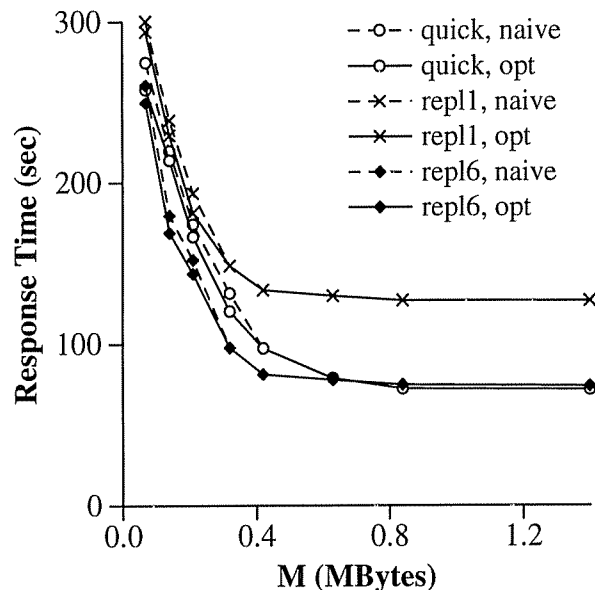 300
200
100
0
Response Time (sec)
quick, naive
quick, opt
repl1, naive
repl1, opt
repl6, naive
repl6, opt
0.0 0.4 0.8 1.2
M (MBytes)